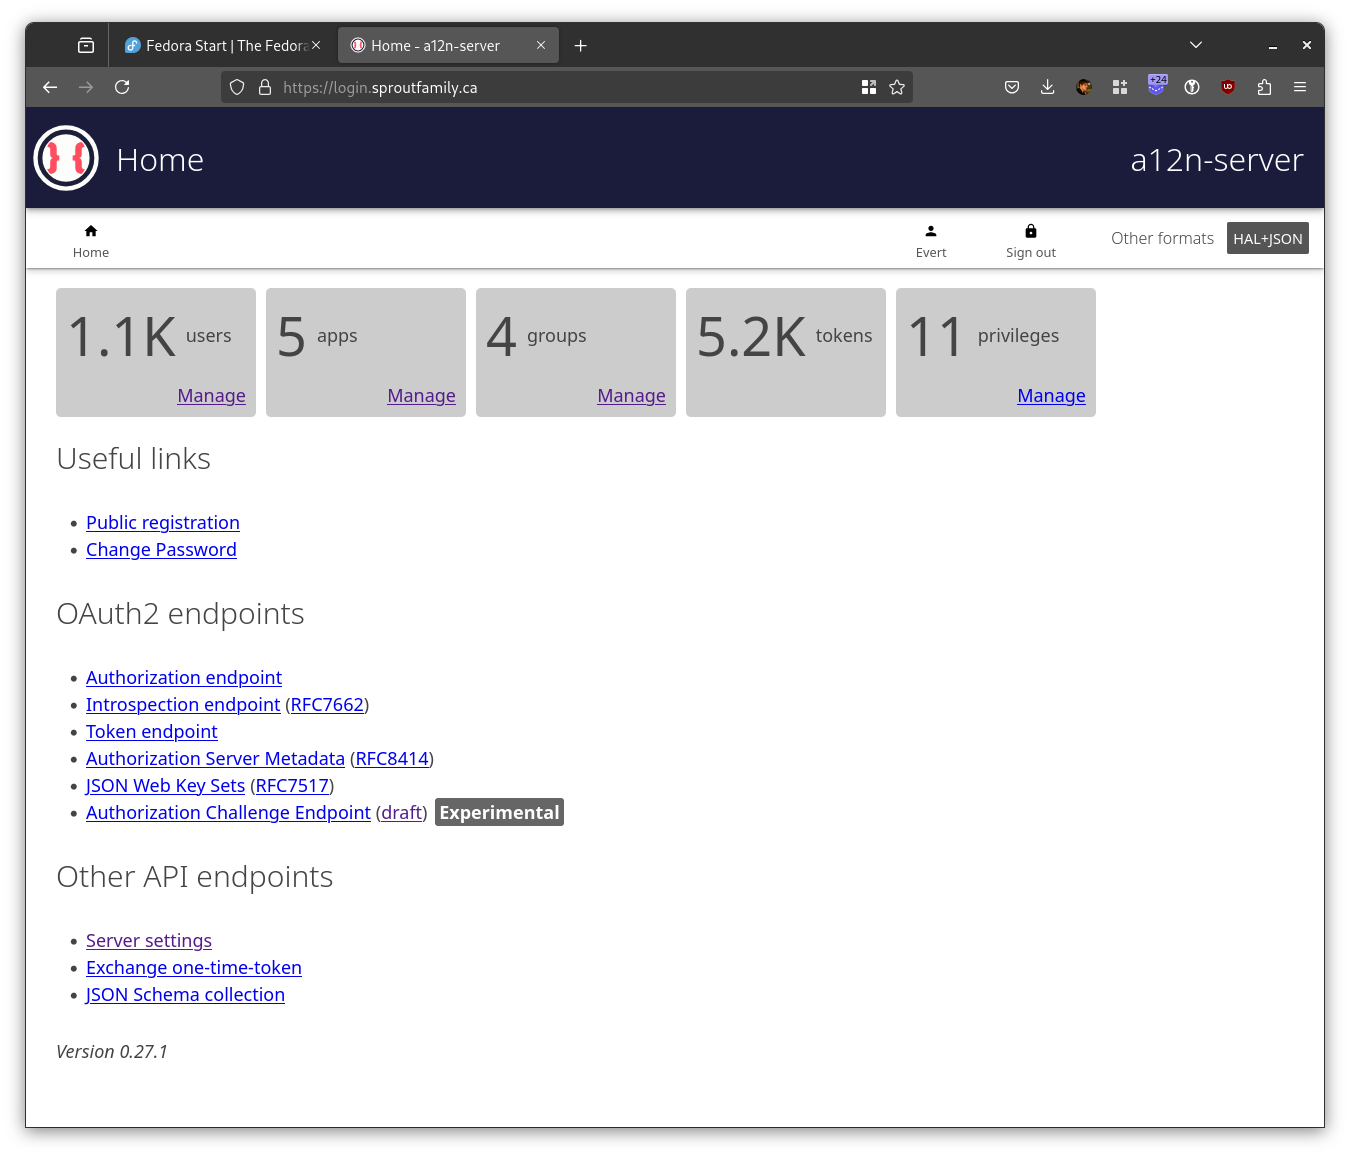 Fedora Start | The Fedora
Home - a12n-server
https://login.sproutfamily.ca
+24
Home
a12n-server
Home
Evert
Sign out
Other formats
HAL+JSON
1.1K users
Manage
5 apps
Manage
4 groups
Manage
5.2K tokens
11 privileges
Manage
Useful links
Public registration
Change Password
OAuth2 endpoints
Authorization endpoint
Introspection endpoint (RFC7662)
Token endpoint
Authorization Server Metadata (RFC8414)
JSON Web Key Sets (RFC7517)
Authorization Challenge Endpoint (draft) Experimental
Other API endpoints
Server settings
Exchange one-time-token
JSON Schema collection
Version 0.27.1